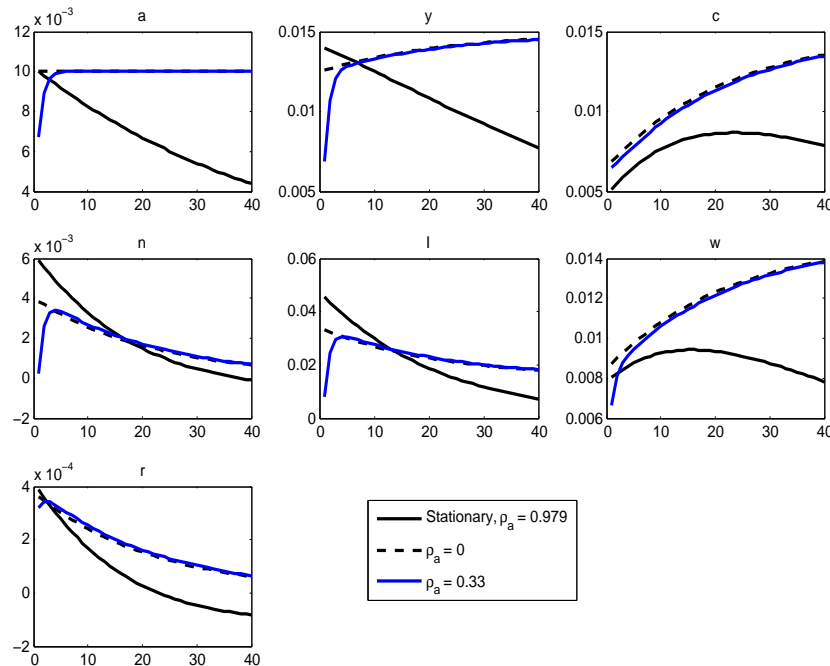 a
x 10⁻³
12
10
8
6
4
0 10 20 30 40
y
0.015
0.01
0.005
0 10 20 30 40
c
0.015
0.01
0.005
0 10 20 30 40
n
x 10⁻³
6
4
2
0
−2
0 10 20 30 40
I
0.06
0.04
0.02
0
0 10 20 30 40
w
0.014
0.012
0.01
0.008
0.006
0 10 20 30 40
r
x 10⁻⁴
4
2
0
−2
0 10 20 30 40
Stationary, ρₐ = 0.979
ρₐ = 0
ρₐ = 0.33